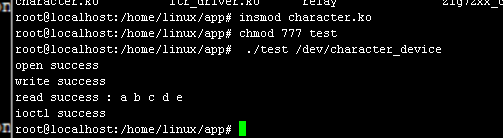 character.ko ltr_driver.ko relay zlg72xx_
root@localhost:/home/linux/app# insmod character.ko
root@localhost:/home/linux/app# chmod 777 test
root@localhost:/home/linux/app#  ./test /dev/character_device
open success
write success
read success : a b c d e
ioctl success
root@localhost:/home/linux/app#